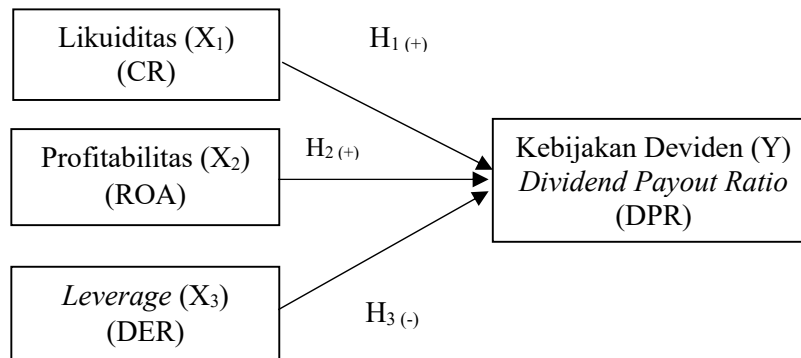 Likuiditas (X₁)
(CR)
H₁ (+)
Profitabilitas (X₂)
(ROA)
H₂ (+)
Kebijakan Deviden (Y)
Dividend Payout Ratio
(DPR)
Leverage (X₃)
(DER)
H₃ (-)